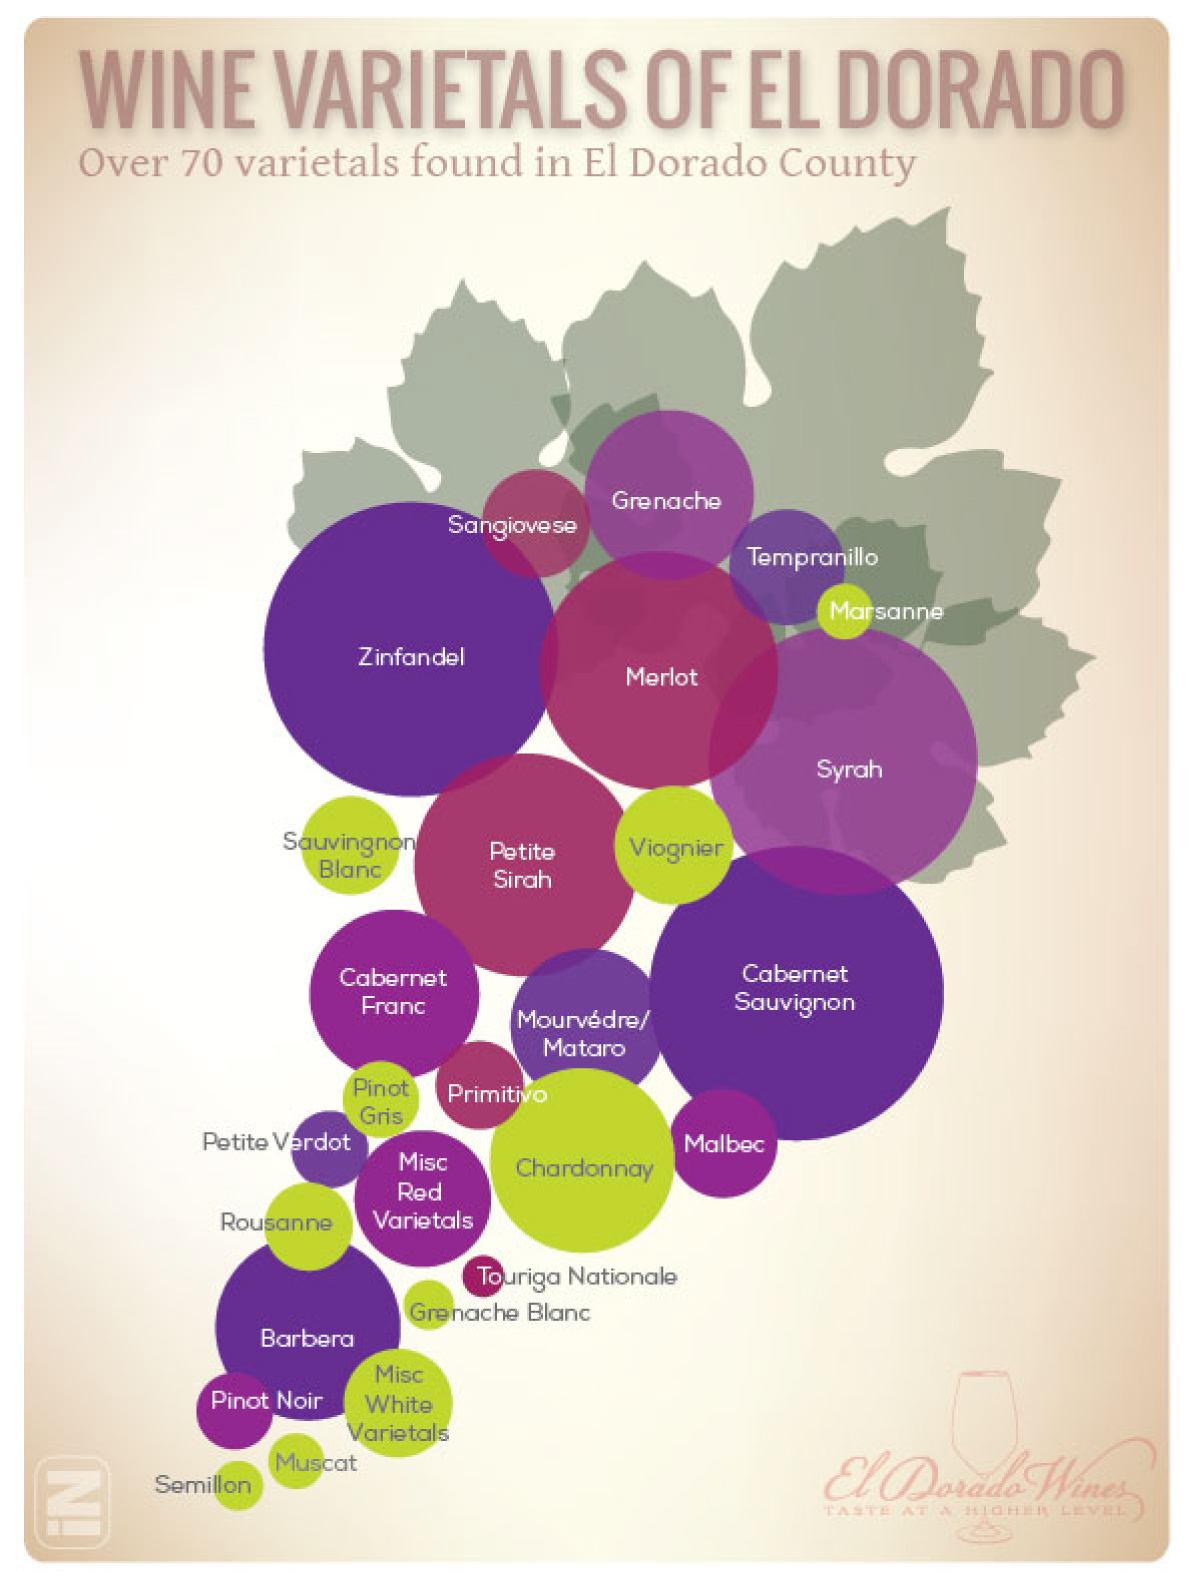 WINE VARIETALS OF EL DORADO
Over 70 varietals found in El Dorado County
Grenache
Sangiovese
Tempranillo
Marsanne
Zinfandel
Merlot
Syrah
Sauvingnon
Blanc
Petite
Sirah
Viognier
Cabernet
Franc
Cabernet
Sauvignon
Mourvédre/
Mataro
Pinot
Gris
Primitivo
Petite Verdot
Malbec
Misc
Red
Varietals
Chardonnay
Rousanne
Touriga Nationale
Grenache Blanc
Barbera
Misc
White
Varietals
Pinot Noir
Muscat
Semillon
iN
El Dorado Wines
TASTE AT A HIGHER LEVEL